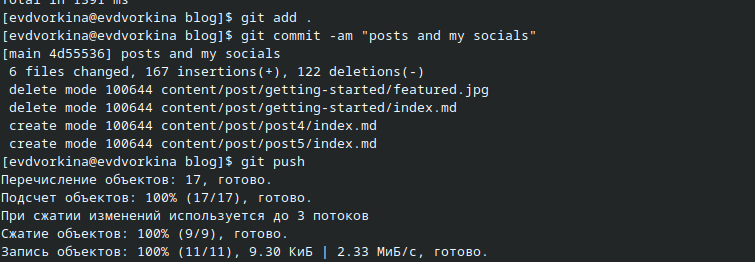 Total in 1391 ms
[evdvorkina@evdvorkina blog]$ git add .
[evdvorkina@evdvorkina blog]$ git commit -am "posts and my socials"
[main 4d55536] posts and my socials
 6 files changed, 167 insertions(+), 122 deletions(-)
 delete mode 100644 content/post/getting-started/featured.jpg
 delete mode 100644 content/post/getting-started/index.md
 create mode 100644 content/post/post4/index.md
 create mode 100644 content/post/post5/index.md
[evdvorkina@evdvorkina blog]$ git push
Перечисление объектов: 17, готово.
Подсчет объектов: 100% (17/17), готово.
При сжатии изменений используется до 3 потоков
Сжатие объектов: 100% (9/9), готово.
Запись объектов: 100% (11/11), 9.30 КиБ | 2.33 МиБ/с, готово.